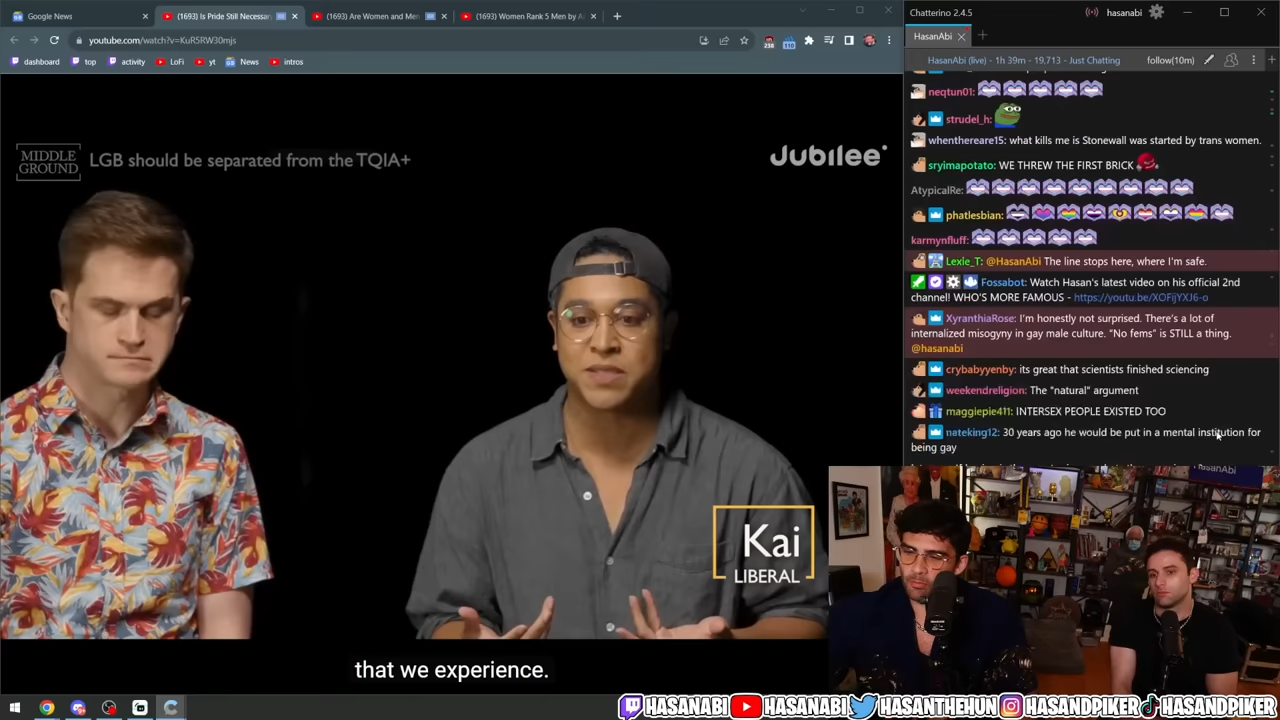 Google News
(1693) Is Pride Still Necessary
(1693) Are Women and Men
(1693) Women Rank 5 Men by A
youtube.com/watch?v=KuR5RW30mjs
dashboard
top
activity
LoFi
yt
News
intros
MIDDLE
GROUND
LGB should be separated from the TQIA+
Jubilee
Kai
LIBERAL
that we experience.
Chatterino 2.4.5
hasanabi
HasanAbi
HasanAbi (live) - 1h 39m - 19,713 - Just Chatting
follow(10m)
neqtun01:
strudel_h:
whenthereare15: what kills me is Stonewall was started by trans women.
sryimapotato: WE THREW THE FIRST BRICK
AtypicalRe:
phatlesbian:
karmynfluff:
Lexie_T: @HasanAbi The line stops here, where I'm safe.
Fossabot: Watch Hasan's latest video on his official 2nd
channel! WHO'S MORE FAMOUS - https://youtu.be/XOFijYXJ6-o
XyranthiaRose: I'm honestly not surprised. There's a lot of
internalized misogyny in gay male culture. "No fems" is STILL a thing.
@hasanabi
crybabyyenby: its great that scientists finished sciencing
weekendreligion: The "natural" argument
maggiepie411: INTERSEX PEOPLE EXISTED TOO
nateking12: 30 years ago he would be put in a mental institution for
being gay
HASANABI
HASANABI
HASANTHEHUN
HASANDPIKER
HASANDPIKER